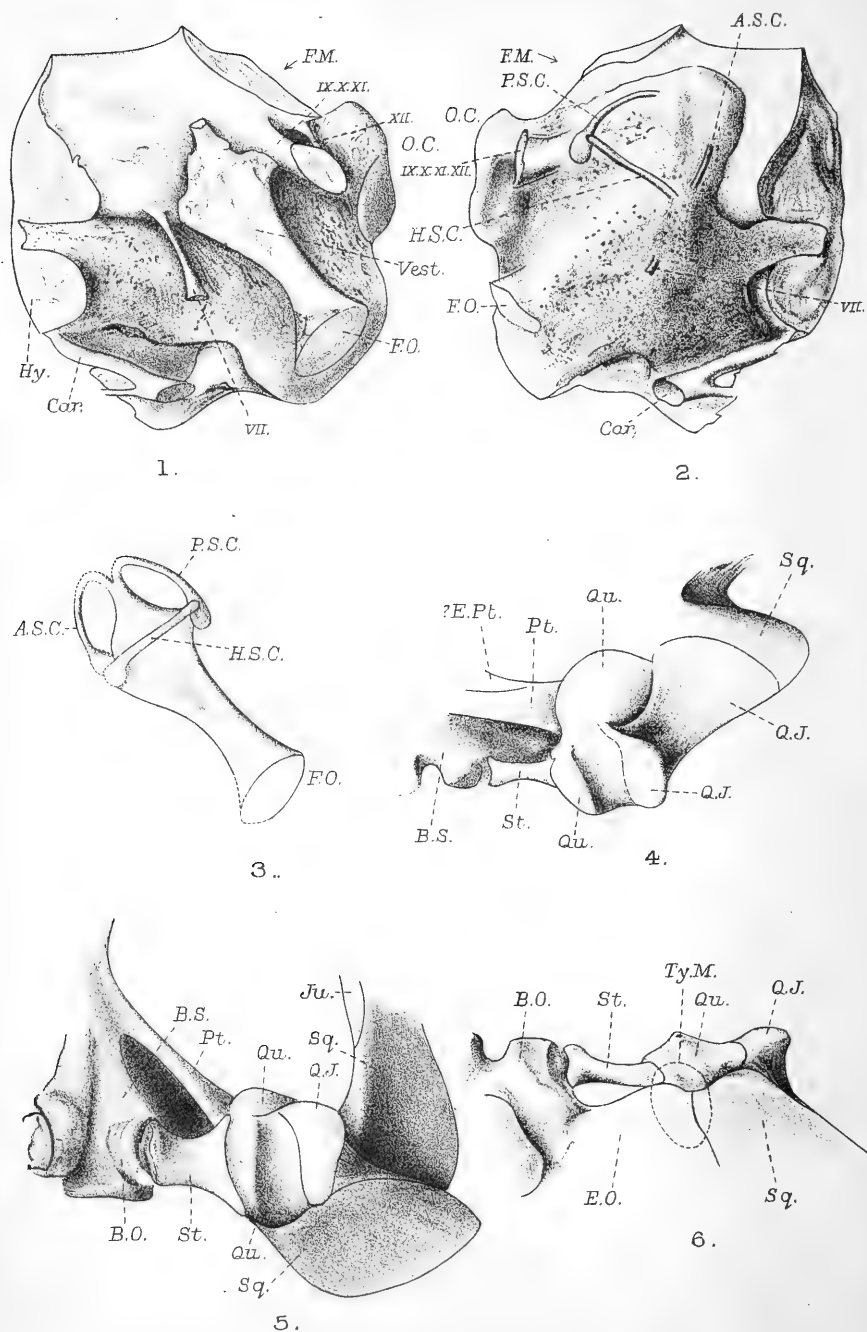 F.M.
IX.X.XI.
XII.
O.C.
Vest.
F.O.
Hy.
Car.
VII.
1.
A.S.C.
F.M.
P.S.C.
O.C.
IX.X.XI.XII.
H.S.C.
F.O.
VII.
Car.
2.
P.S.C.
A.S.C.
H.S.C.
F.O.
3.
Sq.
Qu.
?E.Pt.
Pt.
Q.J.
Q.J.
B.S.
St.
Qu.
4.
Ju.
B.S.
Pt.
Sq.
Qu.
Q.J.
B.O.
St.
Qu.
Sq.
5.
Ty.M.
B.O.
St.
Qu.
Q.J.
E.O.
Sq.
6.